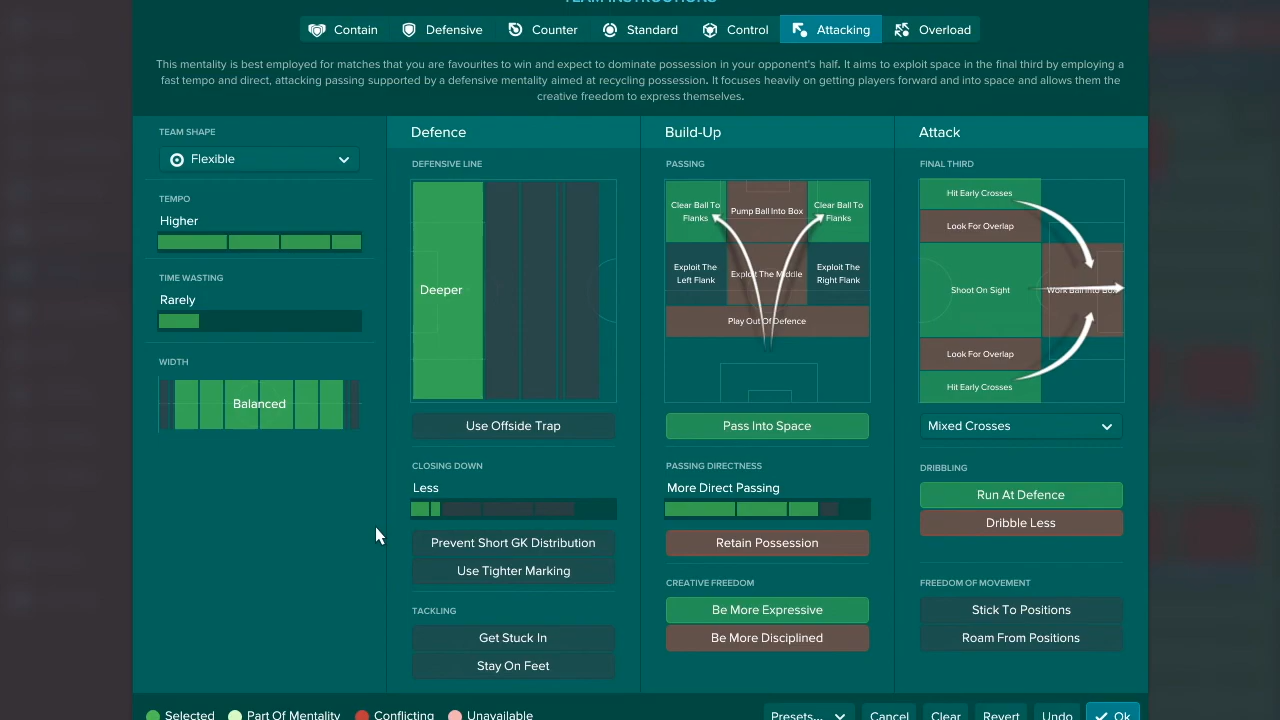 TEAM INSTRUCTIONS
Contain
Defensive
Counter
Standard
Control
Attacking
Overload
This mentality is best employed for matches that you are favourites to win and expect to dominate possession in your opponent's half. It aims to exploit space in the final third by employing a
fast tempo and direct, attacking passing supported by a defensive mentality aimed at recycling possession. It focuses heavily on getting players forward and into space and allows them the
creative freedom to express themselves.
TEAM SHAPE
Flexible
TEMPO
Higher
TIME WASTING
Rarely
WIDTH
Balanced
Defence
DEFENSIVE LINE
Deeper
Use Offside Trap
CLOSING DOWN
Less
Prevent Short GK Distribution
Use Tighter Marking
TACKLING
Get Stuck In
Stay On Feet
Build-Up
PASSING
Clear Ball To
Flanks
Pump Ball Into Box
Clear Ball To
Flanks
Exploit The
Left Flank
Exploit The Middle
Exploit The
Right Flank
Play Out Of Defence
Pass Into Space
PASSING DIRECTNESS
More Direct Passing
Retain Possession
CREATIVE FREEDOM
Be More Expressive
Be More Disciplined
Attack
FINAL THIRD
Hit Early Crosses
Look For Overlap
Shoot On Sight
Work Ball Into Box
Look For Overlap
Hit Early Crosses
Mixed Crosses
DRIBBLING
Run At Defence
Dribble Less
FREEDOM OF MOVEMENT
Stick To Positions
Roam From Positions
Selected
Part Of Mentality
Conflicting
Unavailable
Presets...
Cancel
Clear
Revert
Undo
Ok